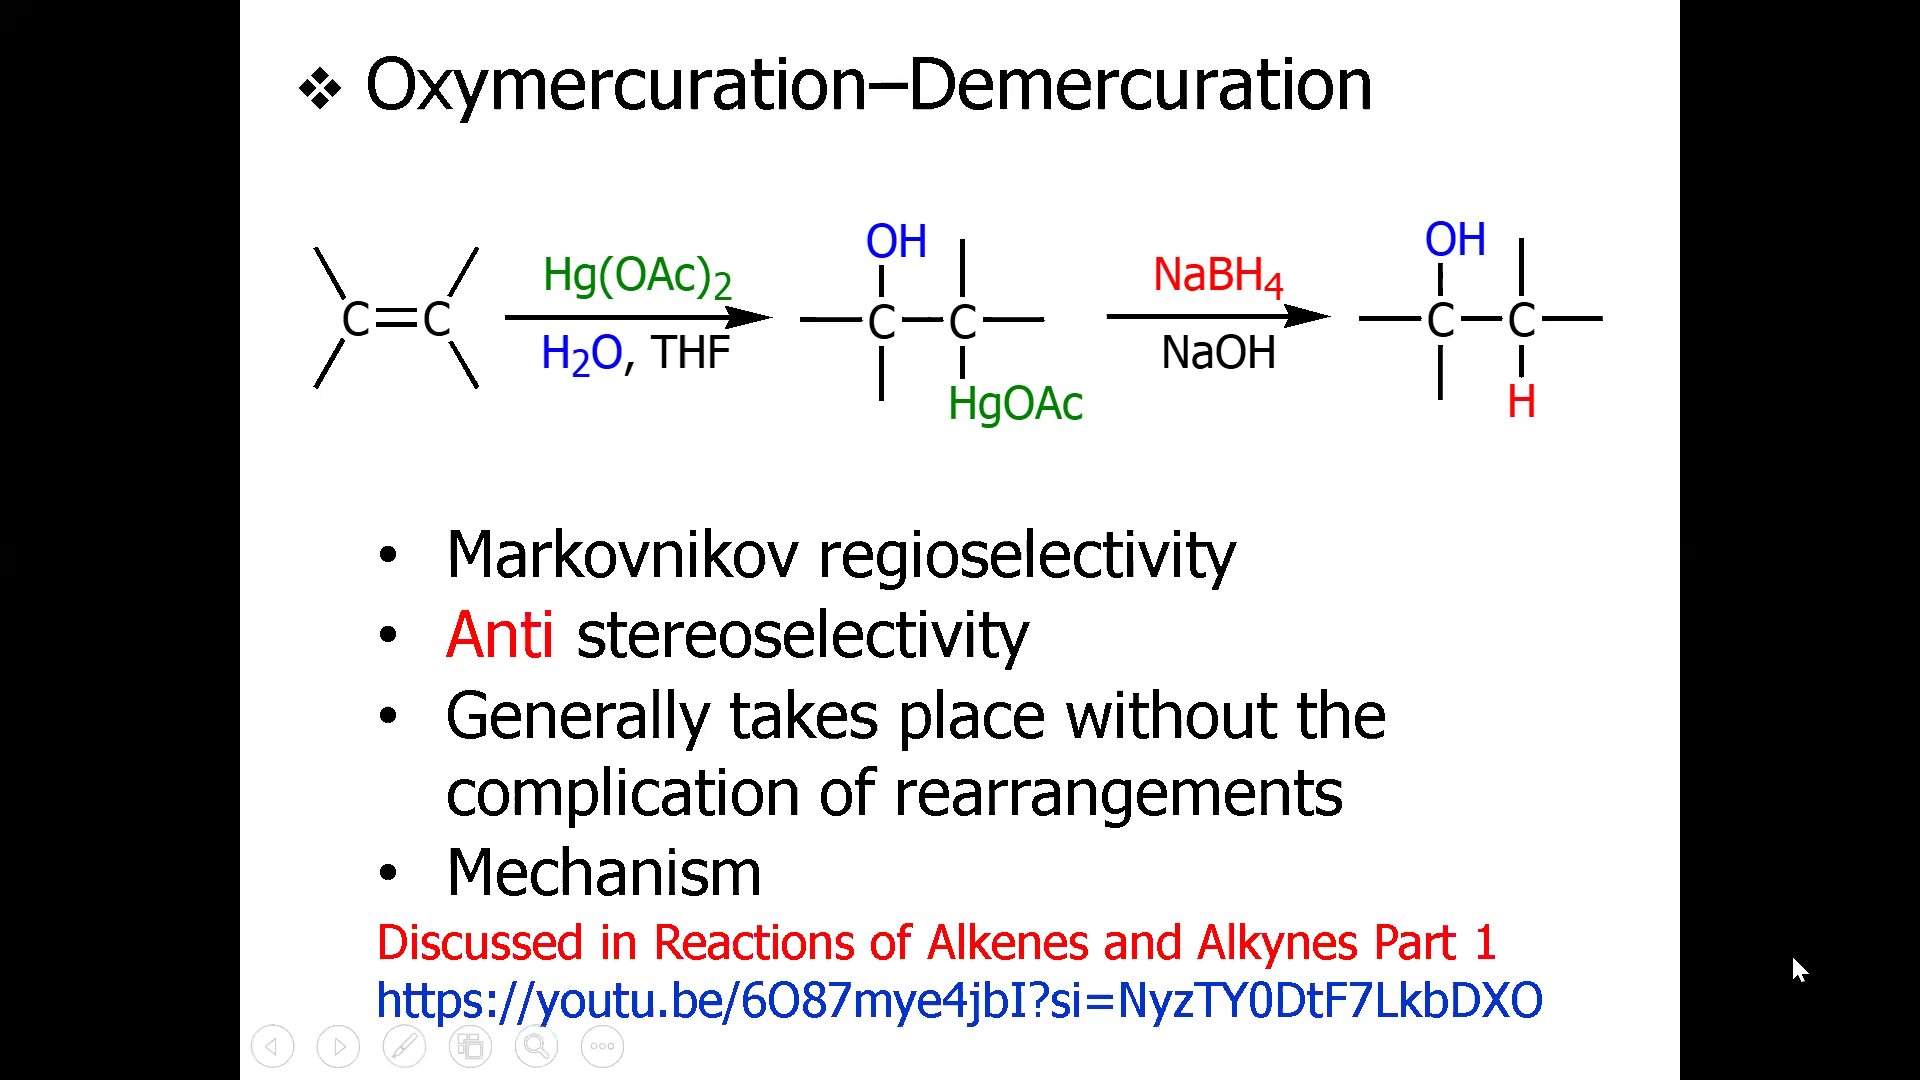 ❖ Oxymercuration–Demercuration
C=C
Hg(OAc)2
H2O, THF
OH
C C
HgOAc
NaBH4
NaOH
OH
C C
H
• Markovnikov regioselectivity
• Anti stereoselectivity
• Generally takes place without the
complication of rearrangements
• Mechanism
Discussed in Reactions of Alkenes and Alkynes Part 1
https://youtu.be/6O87mye4jbI?si=NyzTY0DtF7LkbDXO